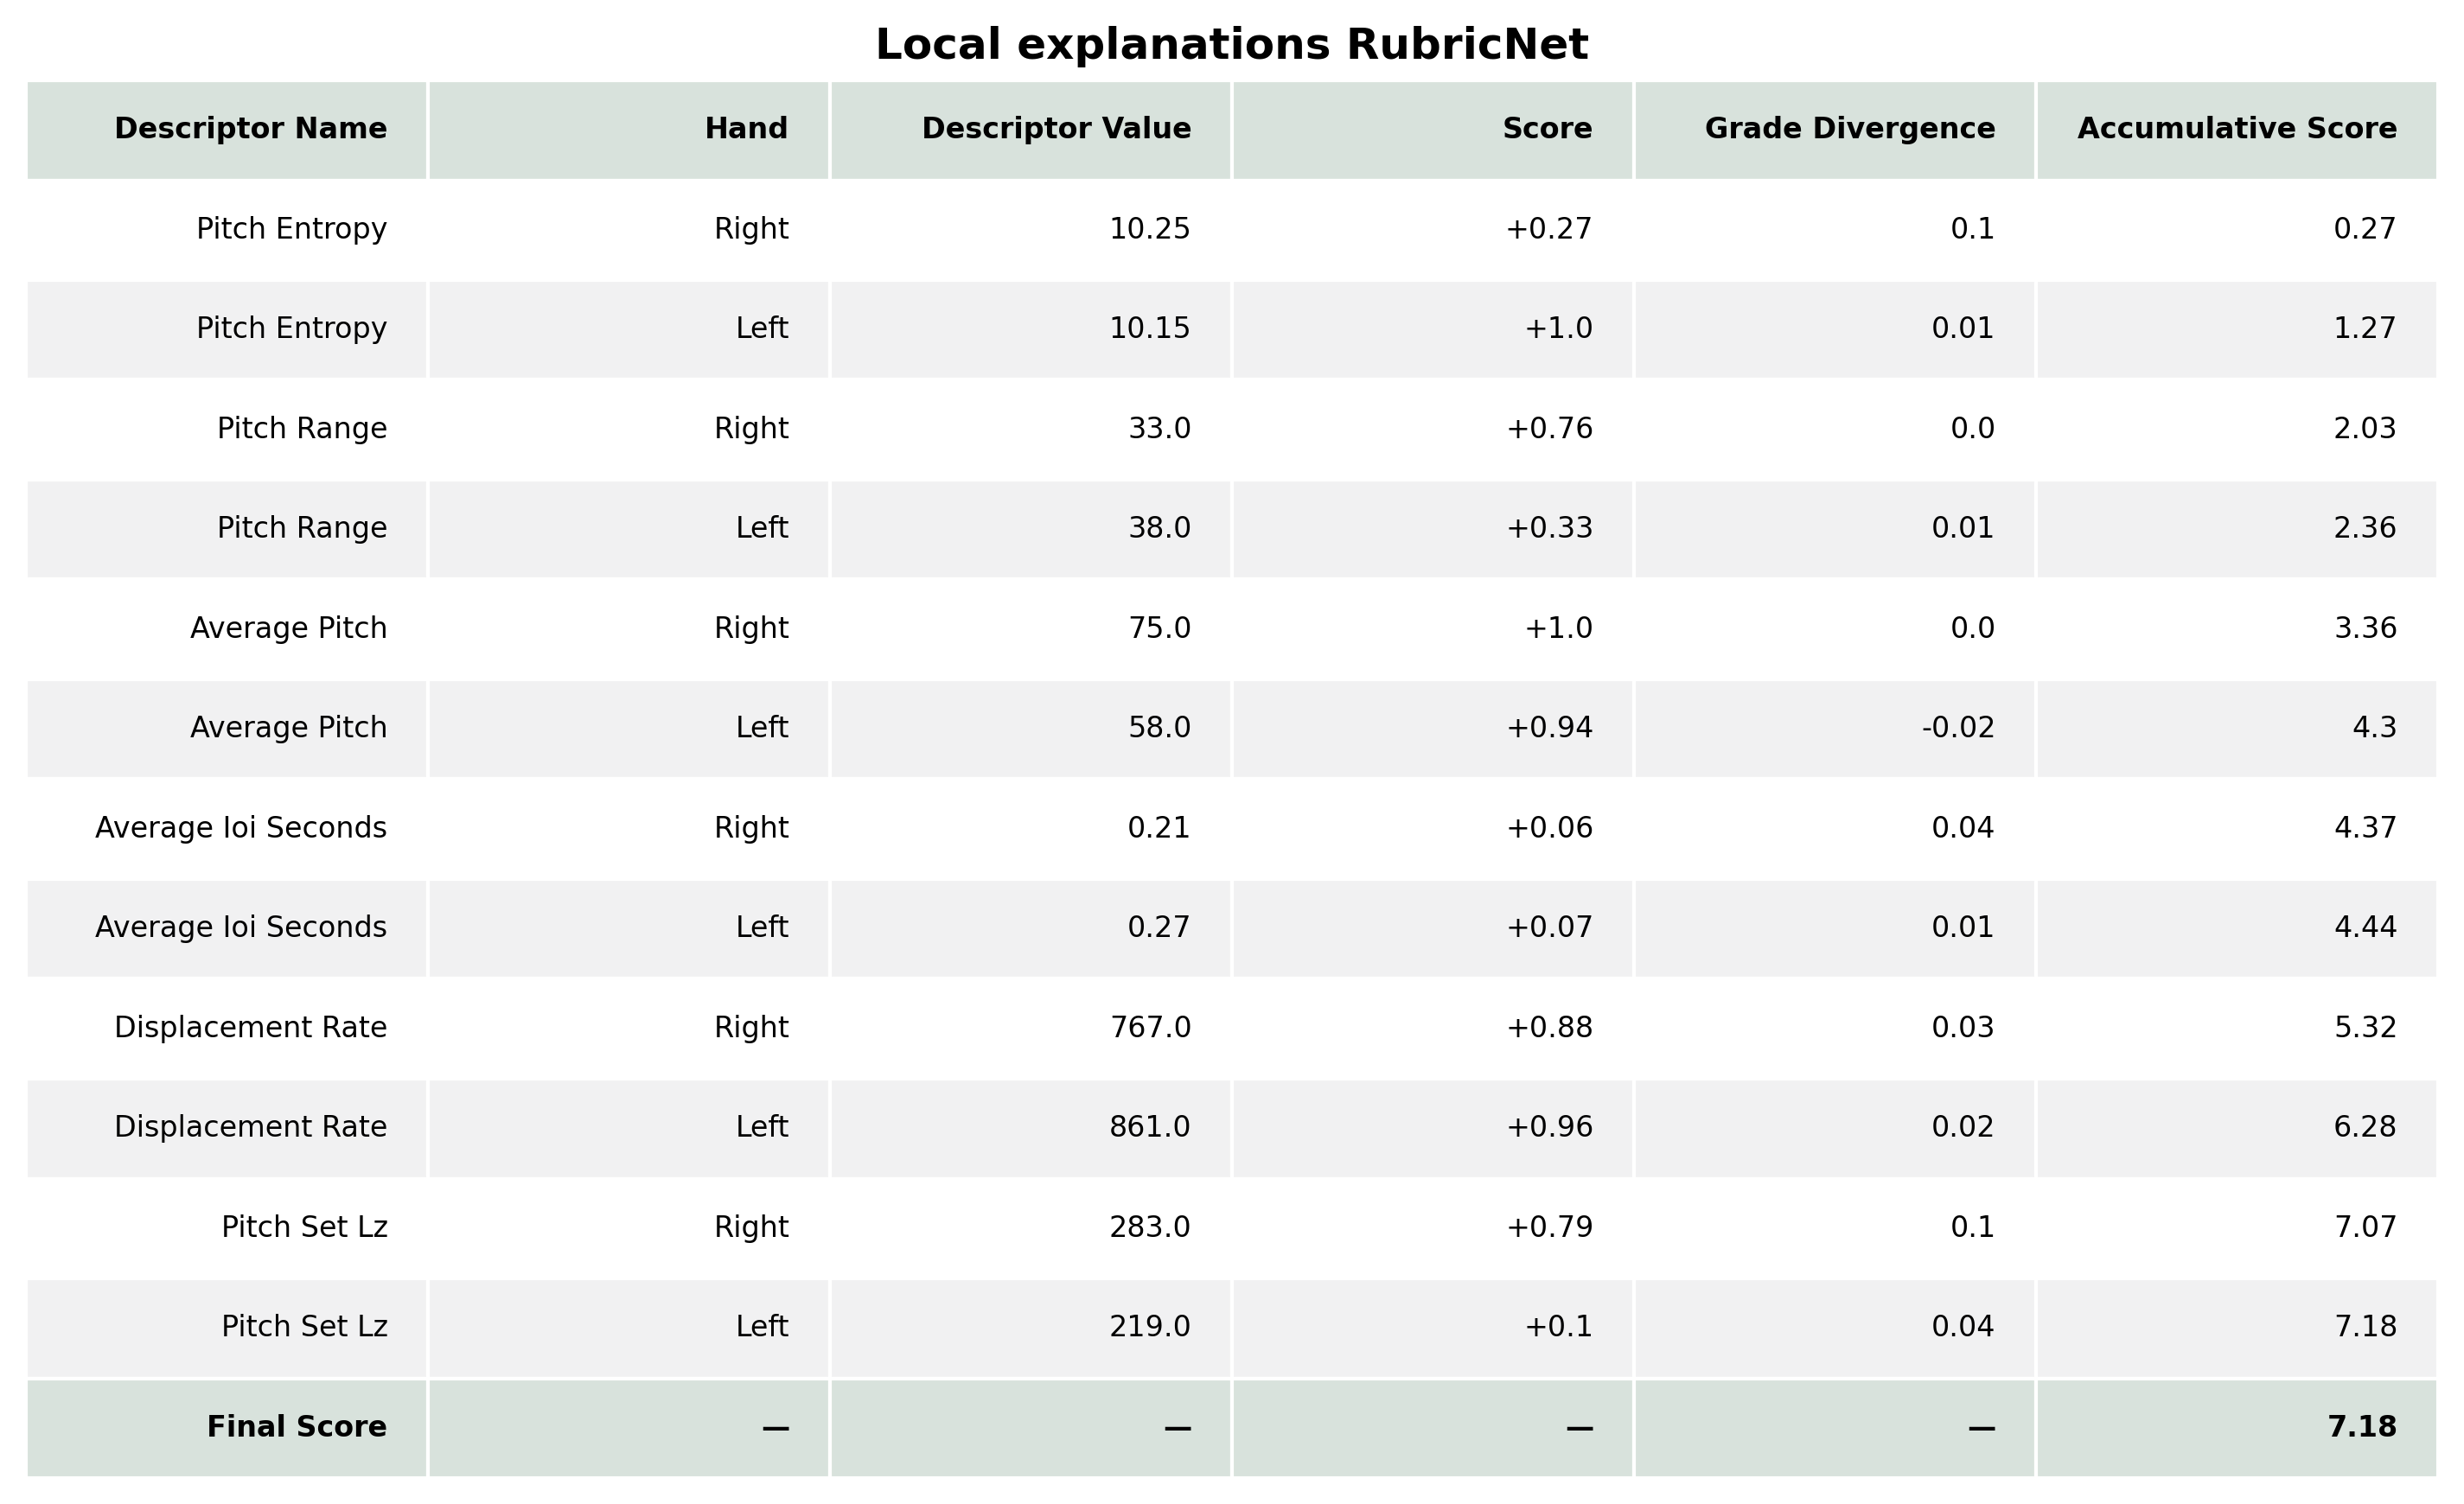 Local explanations RubricNet
Descriptor Name Hand Descriptor Value Score Grade Divergence Accumulative Score
Pitch Entropy Right 10.25 +0.27 0.1 0.27
Pitch Entropy Left 10.15 +1.0 0.01 1.27
Pitch Range Right 33.0 +0.76 0.0 2.03
Pitch Range Left 38.0 +0.33 0.01 2.36
Average Pitch Right 75.0 +1.0 0.0 3.36
Average Pitch Left 58.0 +0.94 -0.02 4.3
Average Ioi Seconds Right 0.21 +0.06 0.04 4.37
Average Ioi Seconds Left 0.27 +0.07 0.01 4.44
Displacement Rate Right 767.0 +0.88 0.03 5.32
Displacement Rate Left 861.0 +0.96 0.02 6.28
Pitch Set Lz Right 283.0 +0.79 0.1 7.07
Pitch Set Lz Left 219.0 +0.1 0.04 7.18
Final Score — — — — 7.18